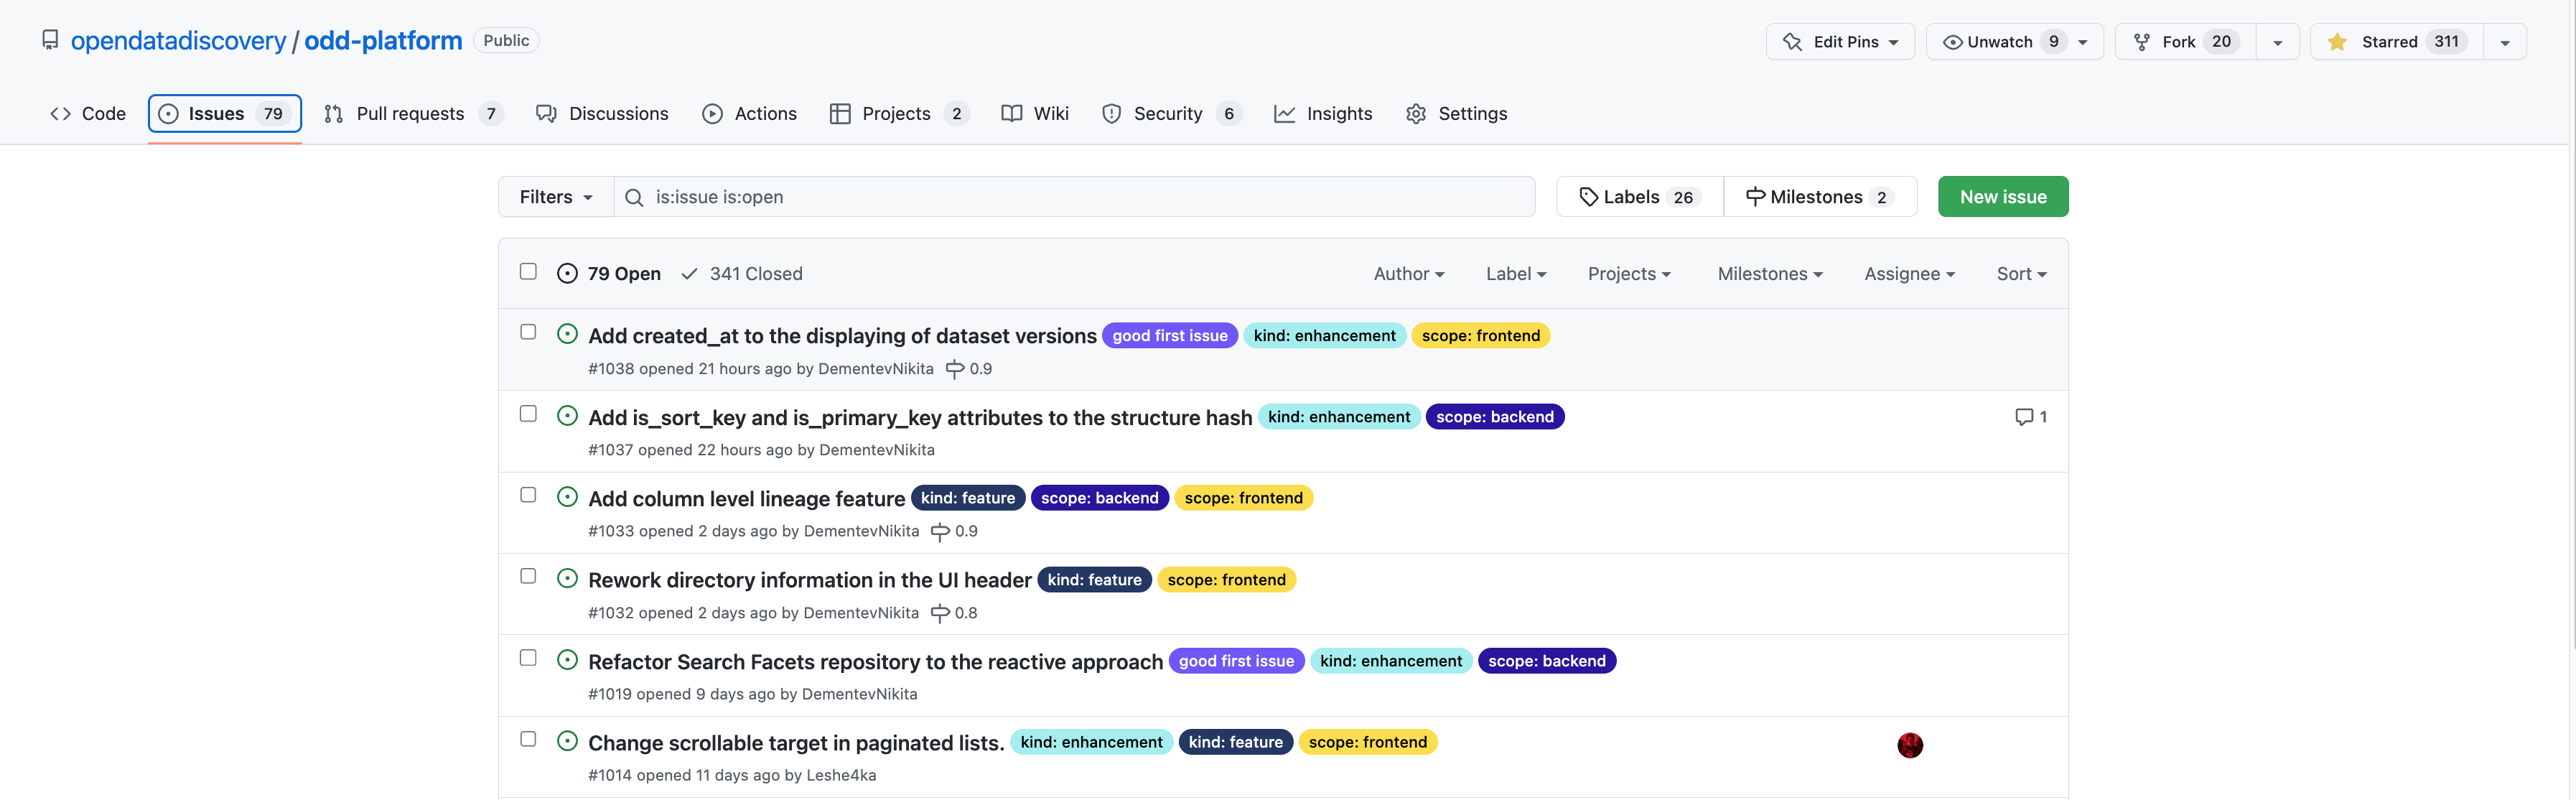 opendatadiscovery / odd-platform Public Edit Pins Unwatch 9 Fork 20 Starred 311
Code Issues 79 Pull requests 7 Discussions Actions Projects 2 Wiki Security 6 Insights Settings
Filters is:issue is:open Labels 26 Milestones 2 New issue
79 Open 341 Closed Author Label Projects Milestones Assignee Sort
Add created_at to the displaying of dataset versions good first issue kind: enhancement scope: frontend
#1038 opened 21 hours ago by DementevNikita 0.9
Add is_sort_key and is_primary_key attributes to the structure hash kind: enhancement scope: backend 1
#1037 opened 22 hours ago by DementevNikita
Add column level lineage feature kind: feature scope: backend scope: frontend
#1033 opened 2 days ago by DementevNikita 0.9
Rework directory information in the UI header kind: feature scope: frontend
#1032 opened 2 days ago by DementevNikita 0.8
Refactor Search Facets repository to the reactive approach good first issue kind: enhancement scope: backend
#1019 opened 9 days ago by DementevNikita
Change scrollable target in paginated lists. kind: enhancement kind: feature scope: frontend
#1014 opened 11 days ago by Leshe4ka